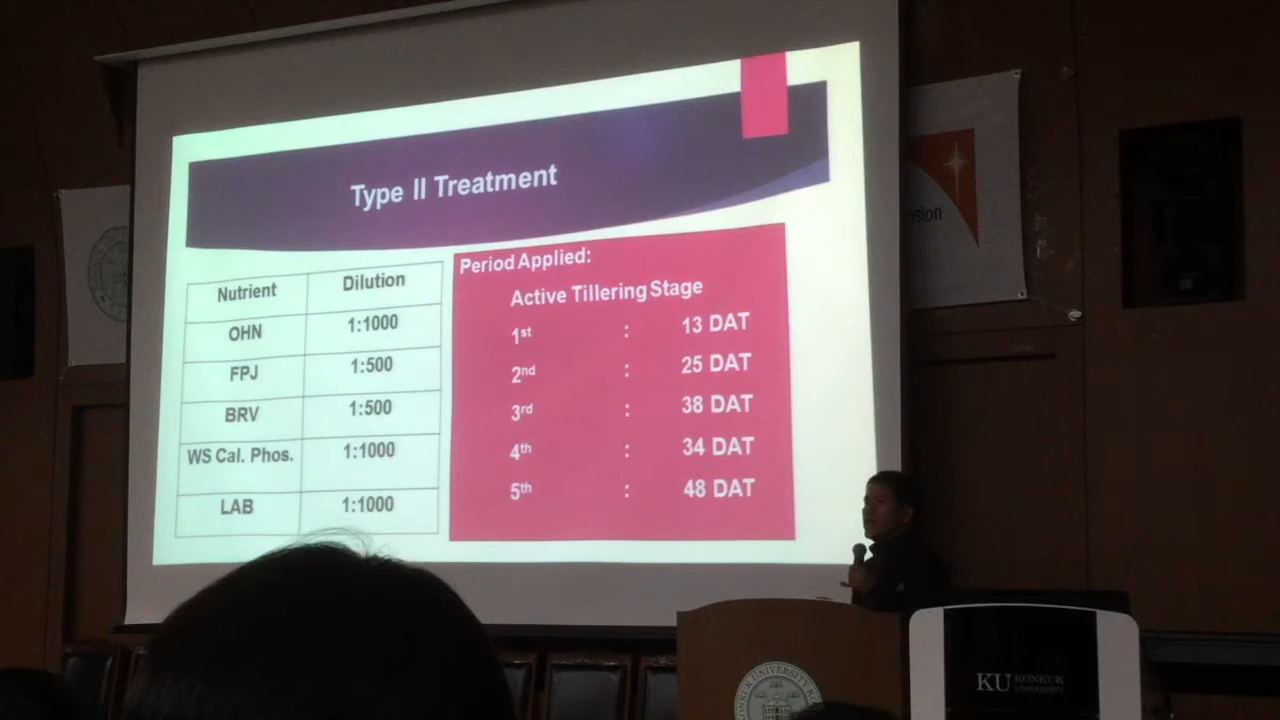 Type II Treatment
Nutrient Dilution
OHN 1:1000
FPJ 1:500
BRV 1:500
WS Cal. Phos. 1:1000
LAB 1:1000
Period Applied:
Active Tillering Stage
1st : 13 DAT
2nd : 25 DAT
3rd : 38 DAT
4th : 34 DAT
5th : 48 DAT
KU KONKUK
UNIVERSITY